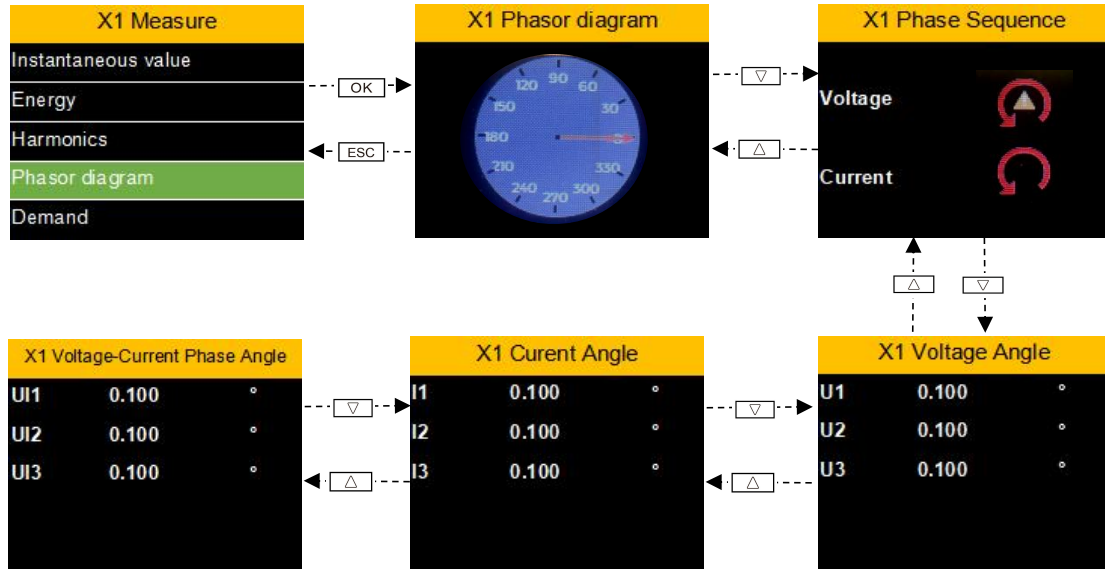 X1 Measure
Instantaneous value
Energy
Harmonics
Phasor diagram
Demand
OK
ESC
X1 Phasor diagram
120 90 60
150 30
180 0
210 330
240 270 300
X1 Phase Sequence
Voltage
Current
X1 Voltage-Current Phase Angle
UI1 0.100 °
UI2 0.100 °
UI3 0.100 °
X1 Curent Angle
I1 0.100 °
I2 0.100 °
I3 0.100 °
X1 Voltage Angle
U1 0.100 °
U2 0.100 °
U3 0.100 °